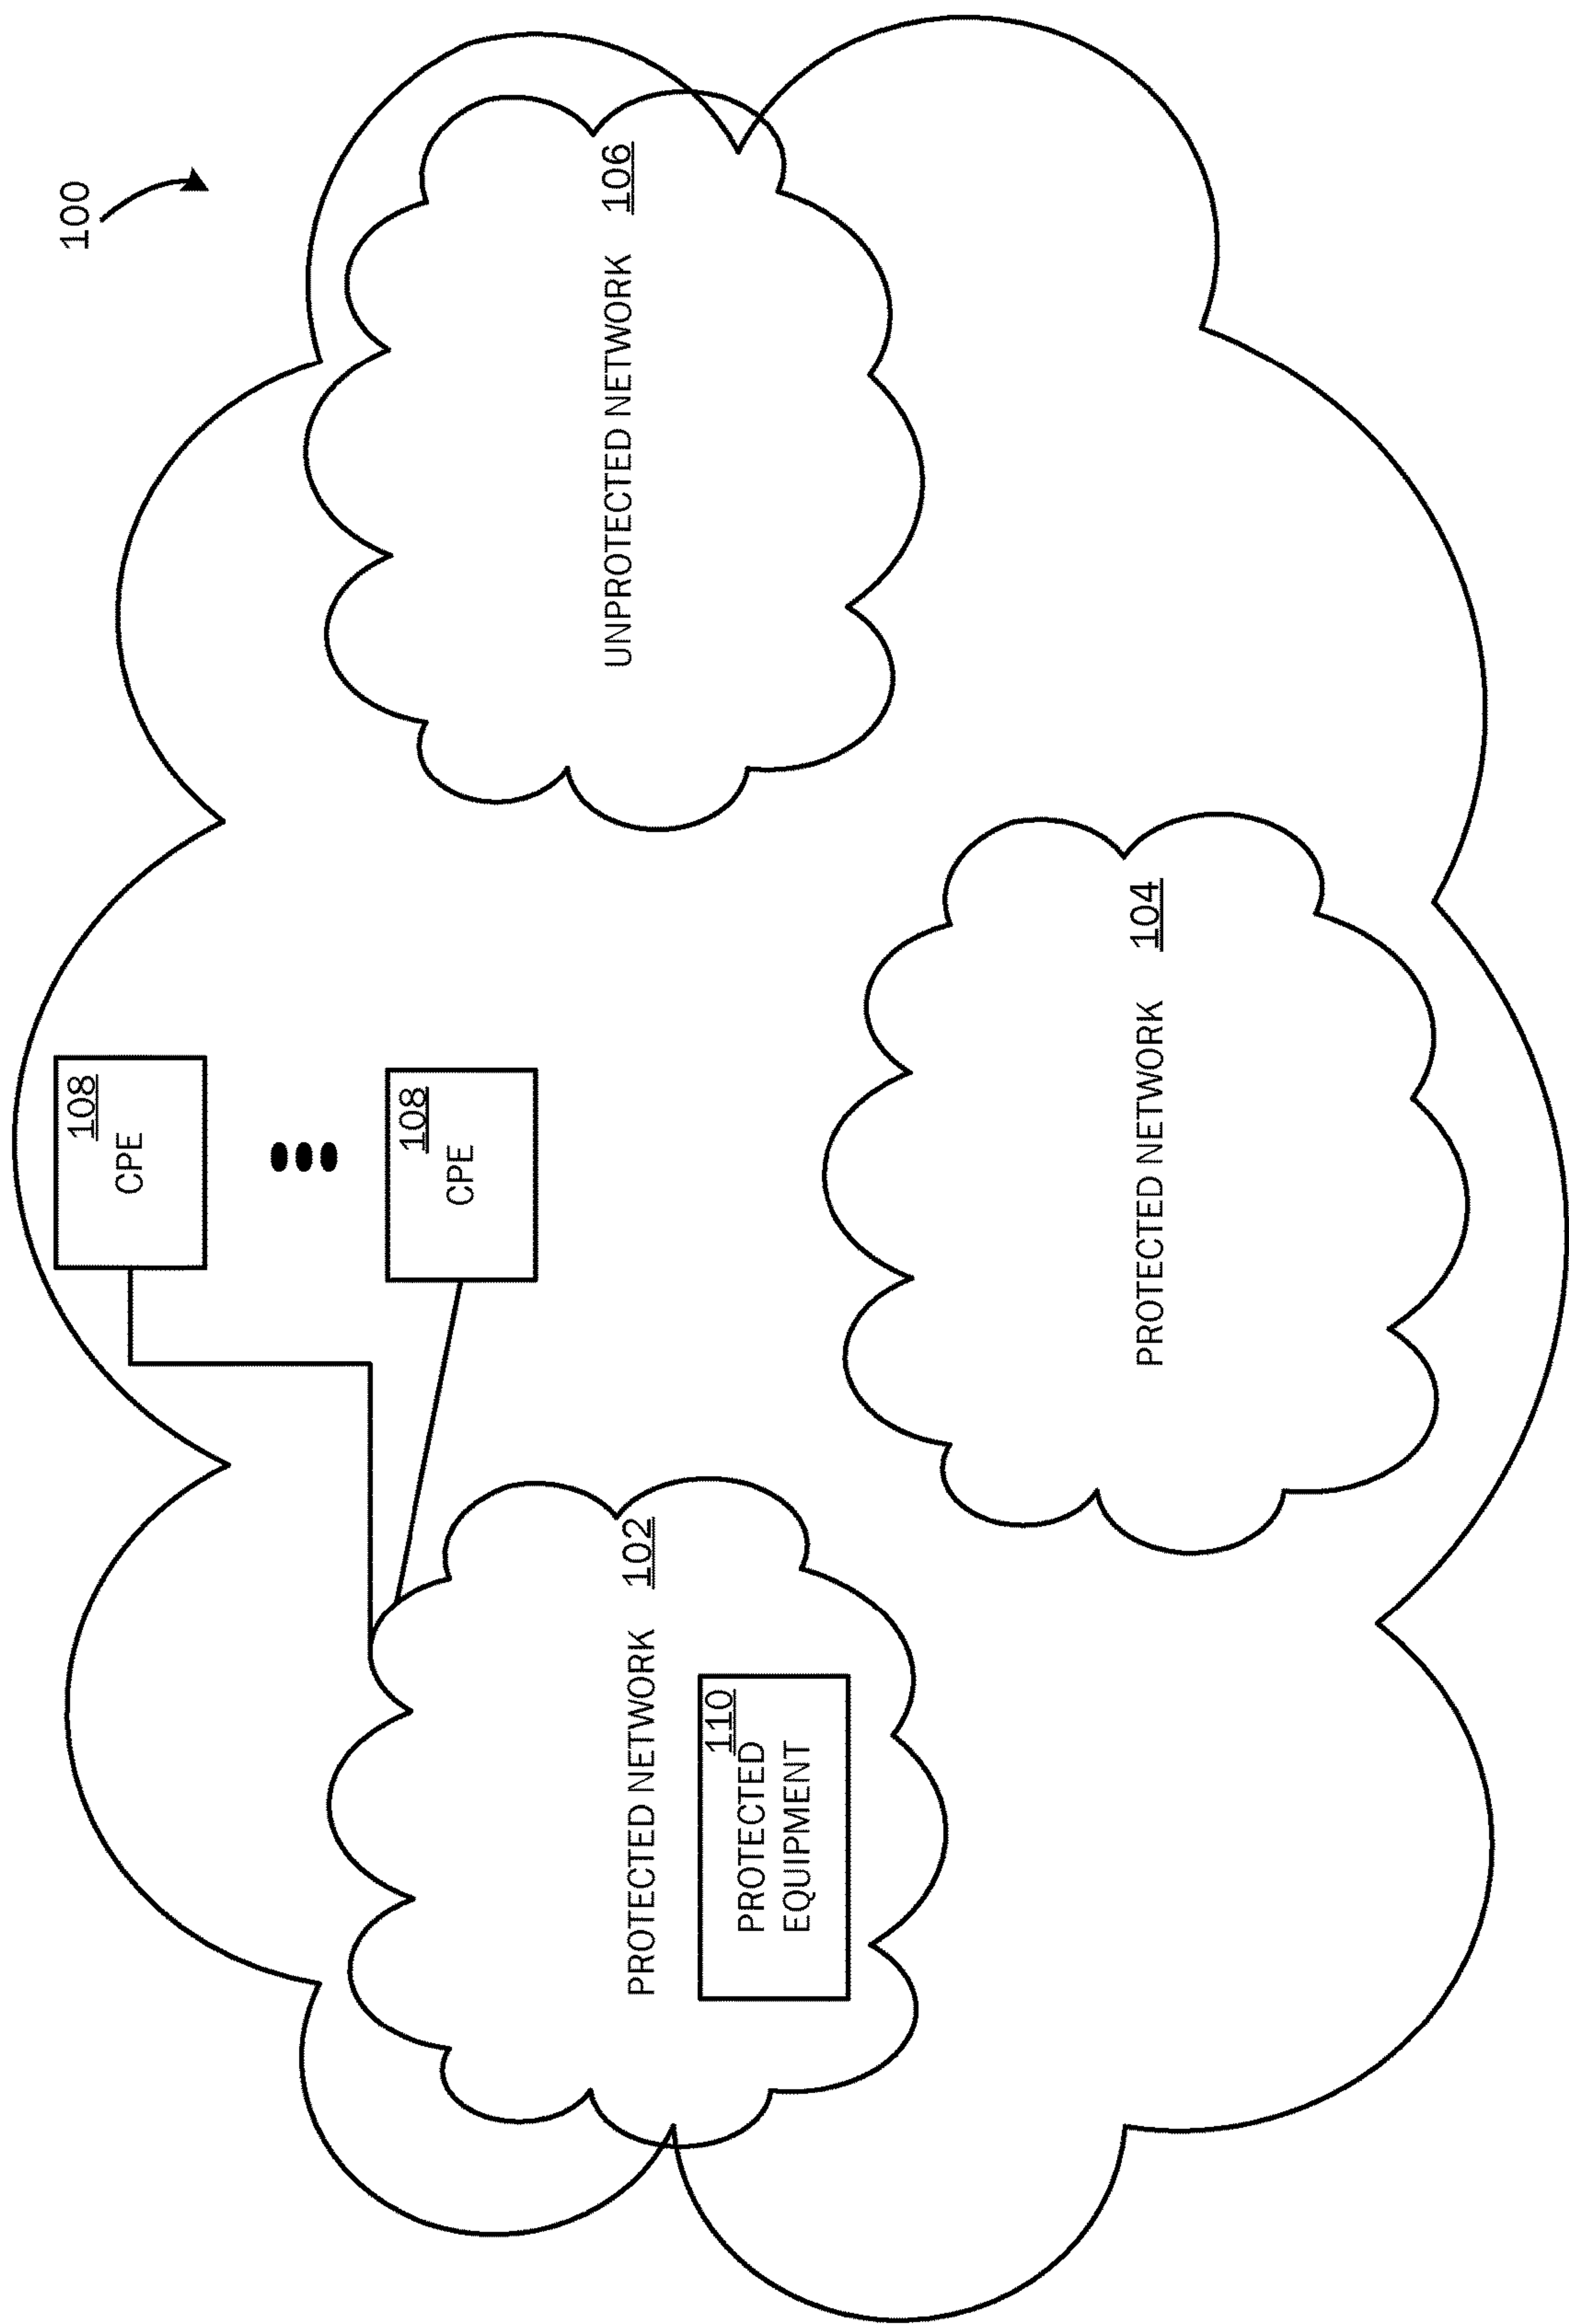 100
108
CPE
108
CPE
UNPROTECTED NETWORK 106
PROTECTED NETWORK 102
110
PROTECTED
EQUIPMENT
PROTECTED NETWORK 104